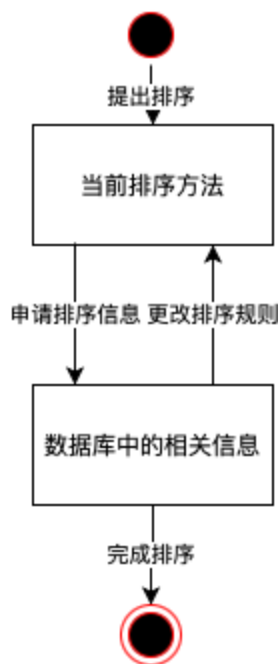 提出排序
当前排序方法
申请排序信息 更改排序规则
数据库中的相关信息
完成排序